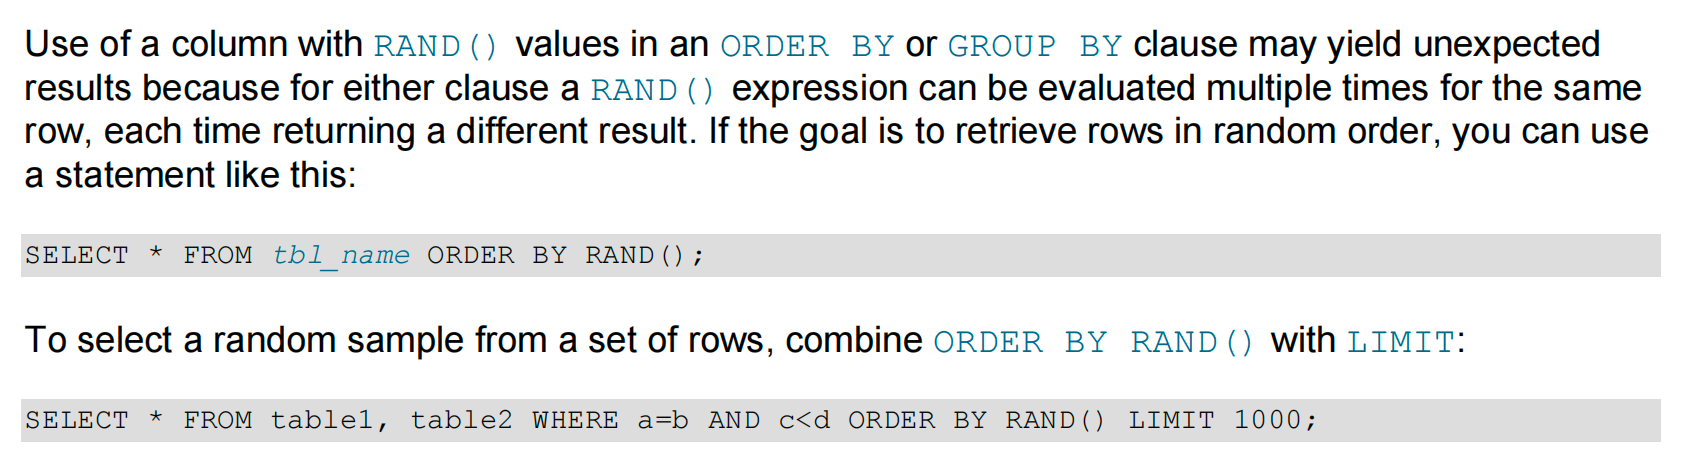 Use of a column with RAND() values in an ORDER BY or GROUP BY clause may yield unexpected
results because for either clause a RAND() expression can be evaluated multiple times for the same
row, each time returning a different result. If the goal is to retrieve rows in random order, you can use
a statement like this:
SELECT * FROM tbl_name ORDER BY RAND();
To select a random sample from a set of rows, combine ORDER BY RAND() with LIMIT:
SELECT * FROM table1, table2 WHERE a=b AND c<d ORDER BY RAND() LIMIT 1000;